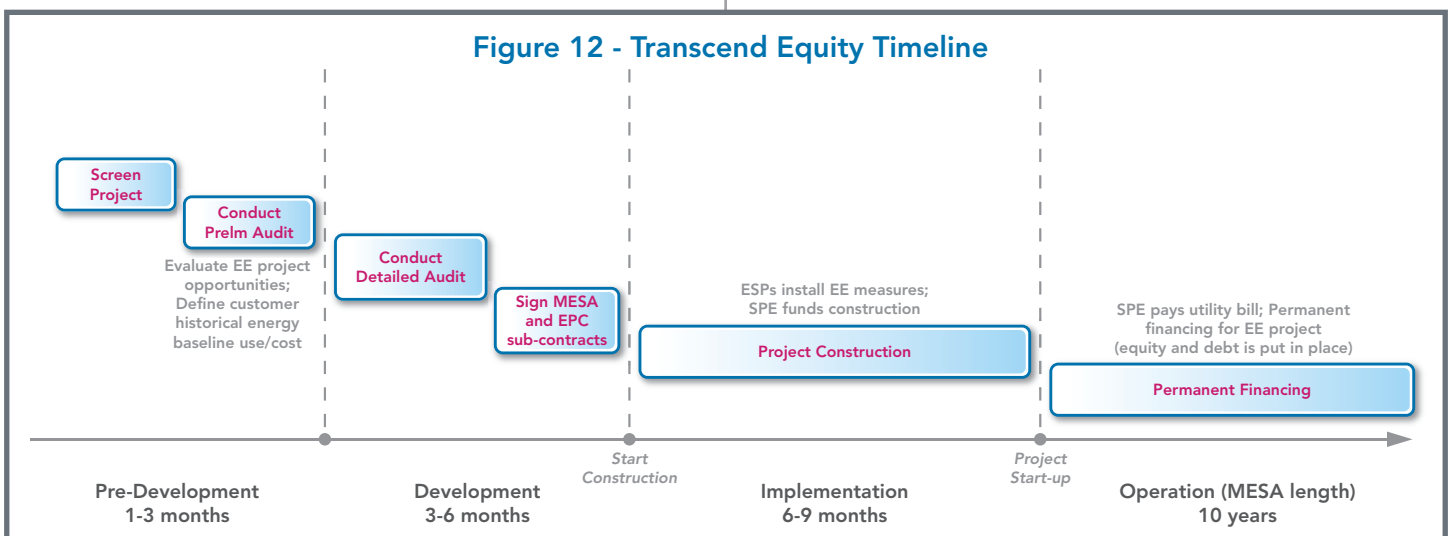 Figure 12 - Transcend Equity Timeline
Screen
Project
Conduct
Prelm Audit
Evaluate EE project
opportunities;
Define customer
historical energy
baseline use/cost
Conduct
Detailed Audit
Sign MESA
and EPC
sub-contracts
ESPs install EE measures;
SPE funds construction
Project Construction
SPE pays utility bill; Permanent
financing for EE project
(equity and debt is put in place)
Permanent Financing
Start
Construction
Project
Start-up
Pre-Development
1-3 months
Development
3-6 months
Implementation
6-9 months
Operation (MESA length)
10 years